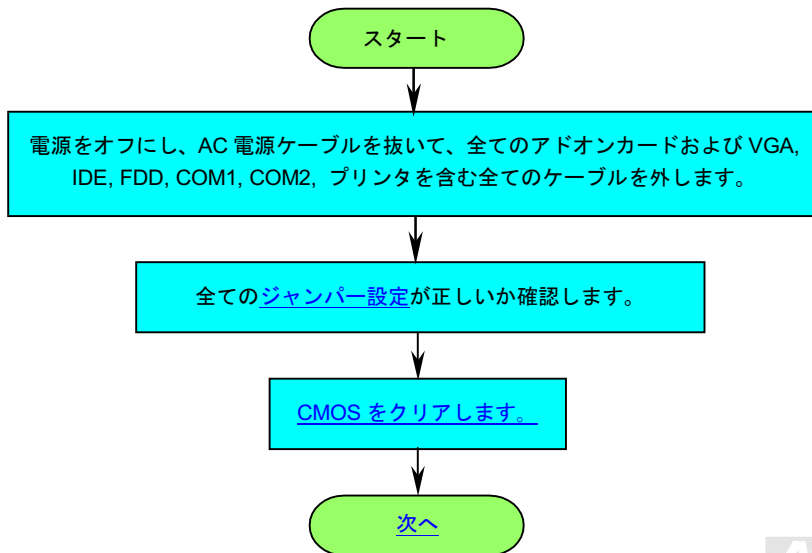 スタート
電源をオフにし、AC 電源ケーブルを抜いて、全てのアドオンカードおよび VGA,
IDE, FDD, COM1, COM2, プリンタを含む全てのケーブルを外します。
全てのジャンパー設定が正しいか確認します。
CMOS をクリアします。
次へ